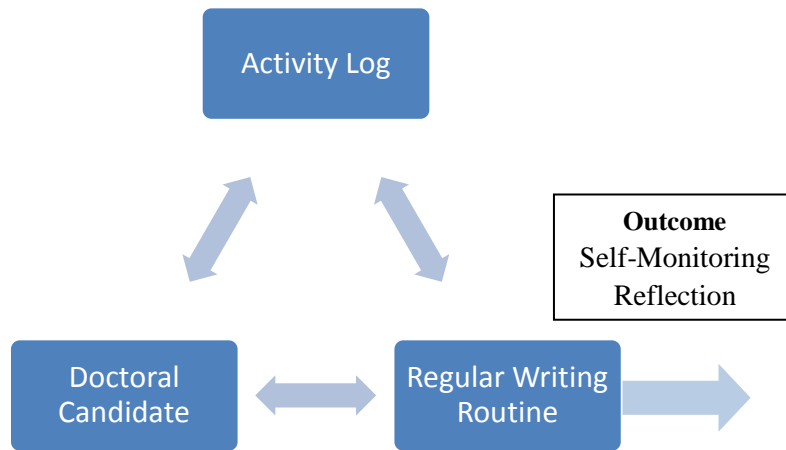 Activity Log
Outcome
Self-Monitoring
Reflection
Doctoral
Candidate
Regular Writing
Routine